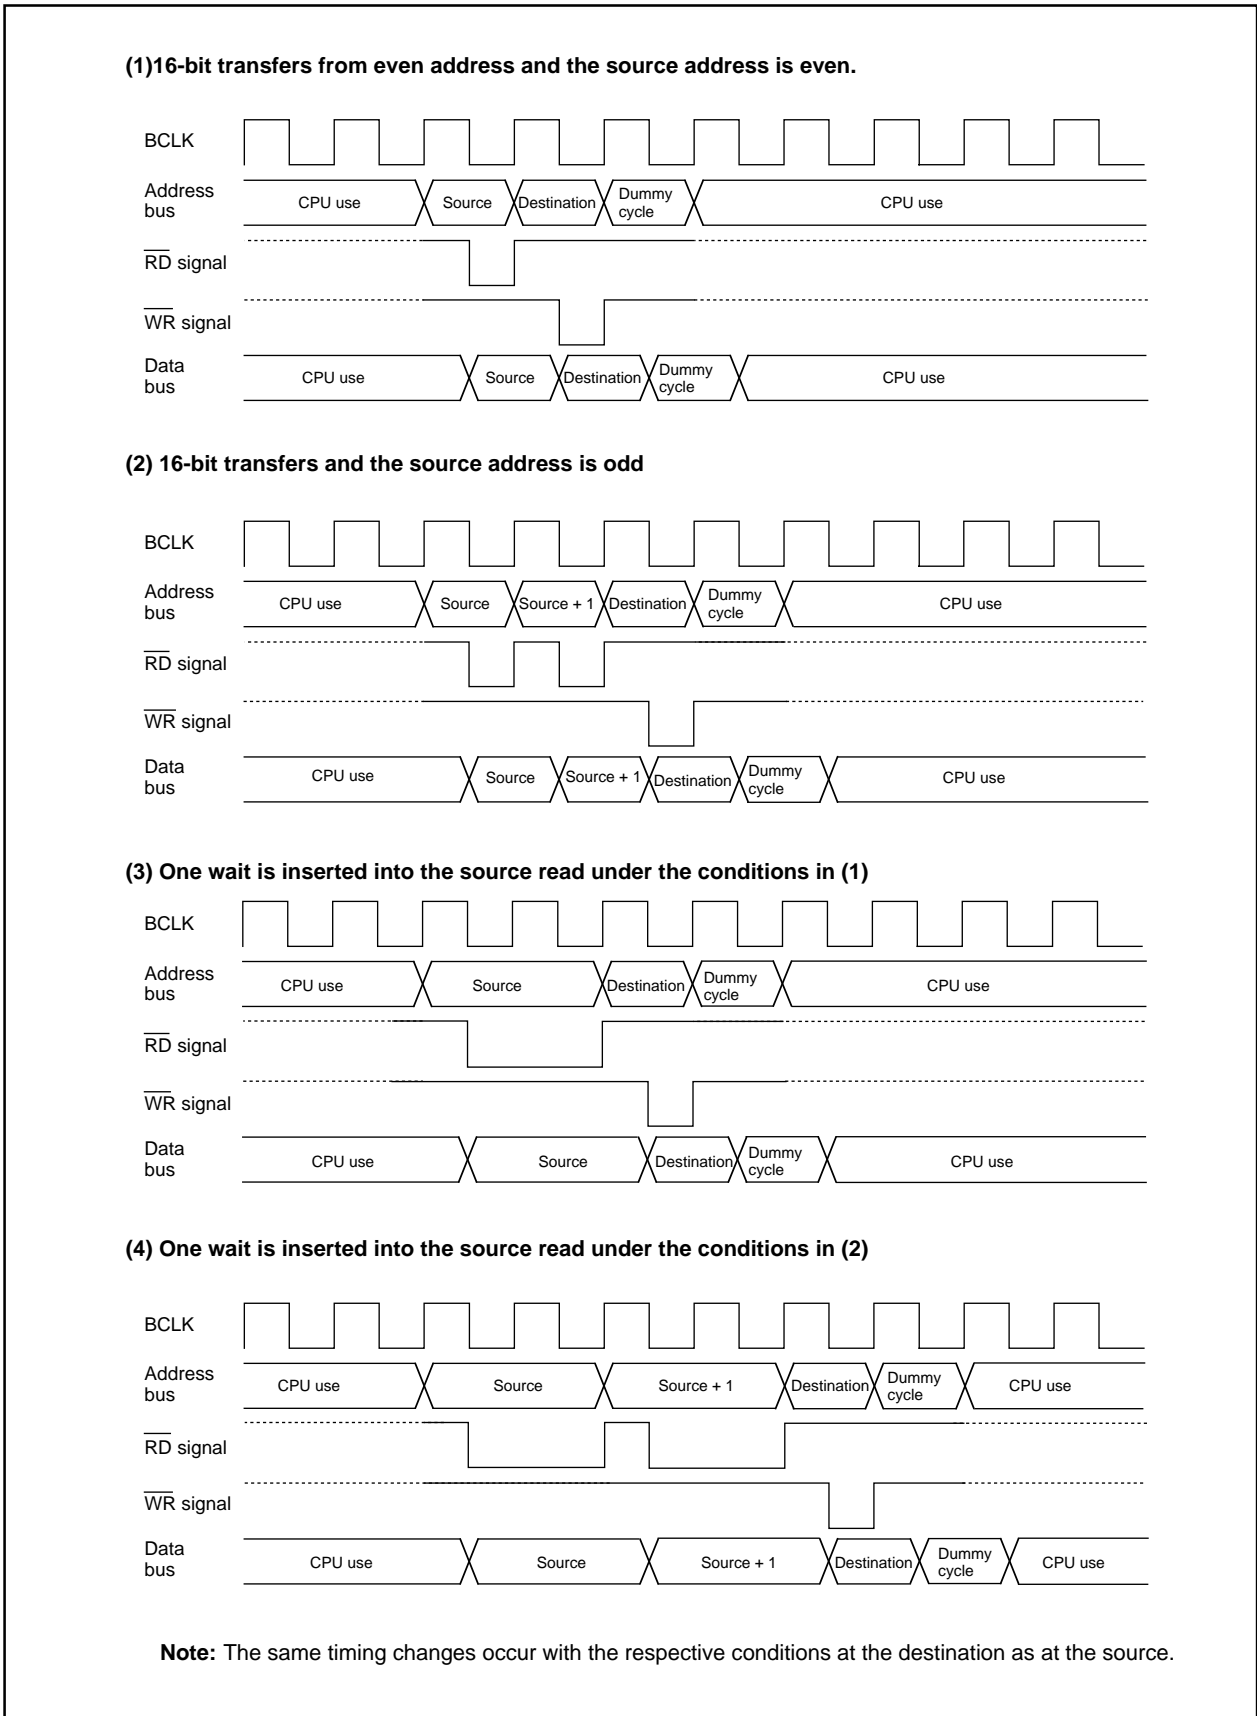 (1)16-bit transfers from even address and the source address is even.
BCLK
Address
bus
CPU use Source Destination Dummy
cycle CPU use
RD signal
WR signal
Data
bus
CPU use Source Destination Dummy
cycle CPU use
(2) 16-bit transfers and the source address is odd
BCLK
Address
bus
CPU use Source Source + 1 Destination Dummy
cycle CPU use
RD signal
WR signal
Data
bus
CPU use Source Source + 1 Destination Dummy
cycle CPU use
(3) One wait is inserted into the source read under the conditions in (1)
BCLK
Address
bus
CPU use Source Destination Dummy
cycle CPU use
RD signal
WR signal
Data
bus
CPU use Source Destination Dummy
cycle CPU use
(4) One wait is inserted into the source read under the conditions in (2)
BCLK
Address
bus
CPU use Source Source + 1 Destination Dummy
cycle CPU use
RD signal
WR signal
Data
bus
CPU use Source Source + 1 Destination Dummy
cycle CPU use
Note: The same timing changes occur with the respective conditions at the destination as at the source.